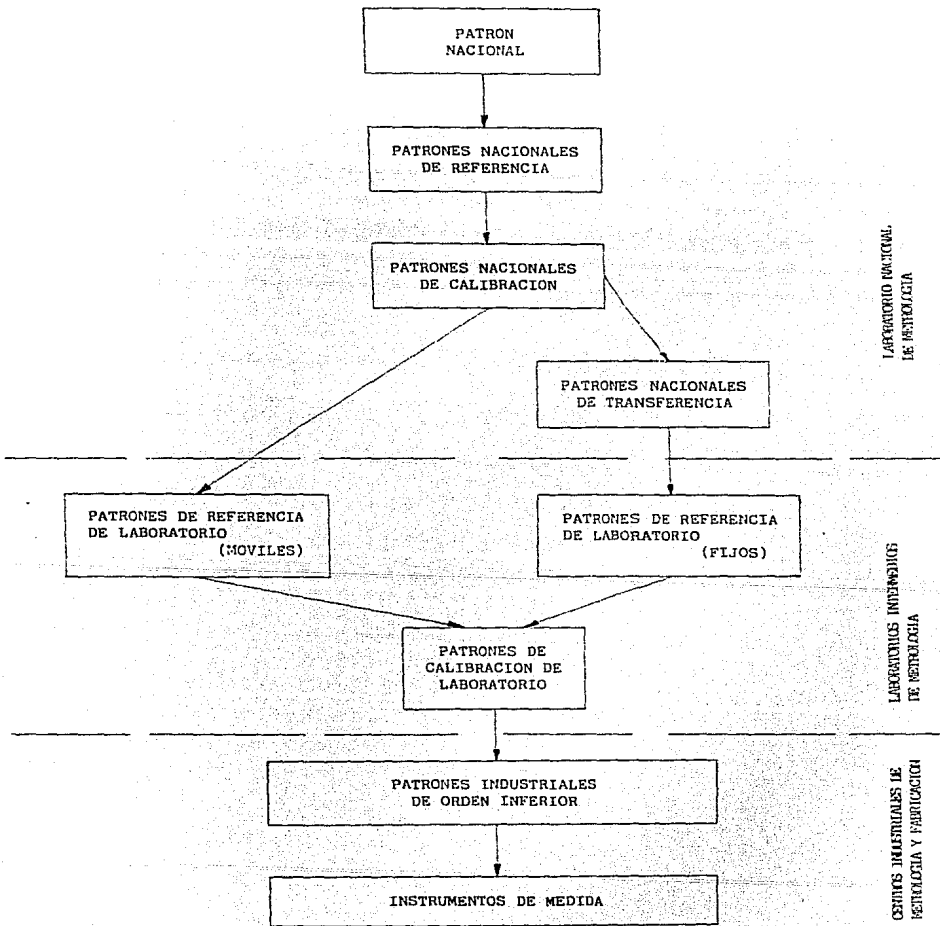 PATRON
NACIONAL
PATRONES NACIONALES
DE REFERENCIA
PATRONES NACIONALES
DE CALIBRACION
LABORATORIO NACIONAL
DE METROLOGIA
PATRONES NACIONALES
DE TRANSFERENCIA
PATRONES DE REFERENCIA
DE LABORATORIO
(MOVILES)
PATRONES DE REFERENCIA
DE LABORATORIO
(FIJOS)
LABORATORIOS INTERMEDIOS
DE METROLOGIA
PATRONES DE
CALIBRACION DE
LABORATORIO
PATRONES INDUSTRIALES
DE ORDEN INFERIOR
CENTROS INDUSTRIALES DE
METROLOGIA Y FABRICACION
INSTRUMENTOS DE MEDIDA